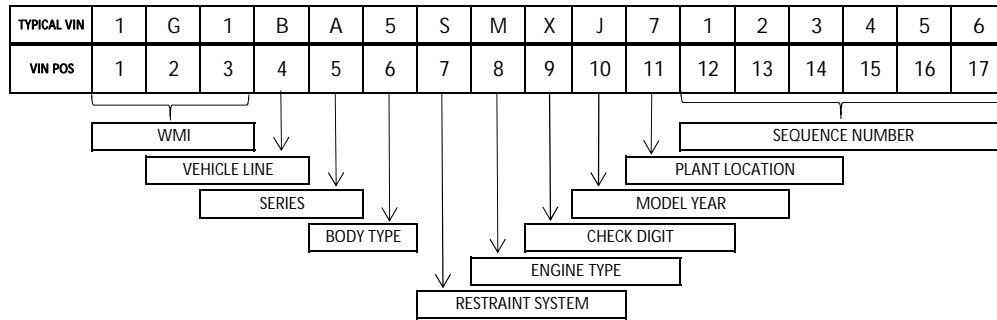 TYPICAL VIN 1 G 1 B A 5 S M X J 7 1 2 3 4 5 6
VIN POS 1 2 3 4 5 6 7 8 9 10 11 12 13 14 15 16 17
WMI SEQUENCE NUMBER
VEHICLE LINE PLANT LOCATION
SERIES MODEL YEAR
BODY TYPE CHECK DIGIT
ENGINE TYPE
RESTRAINT SYSTEM